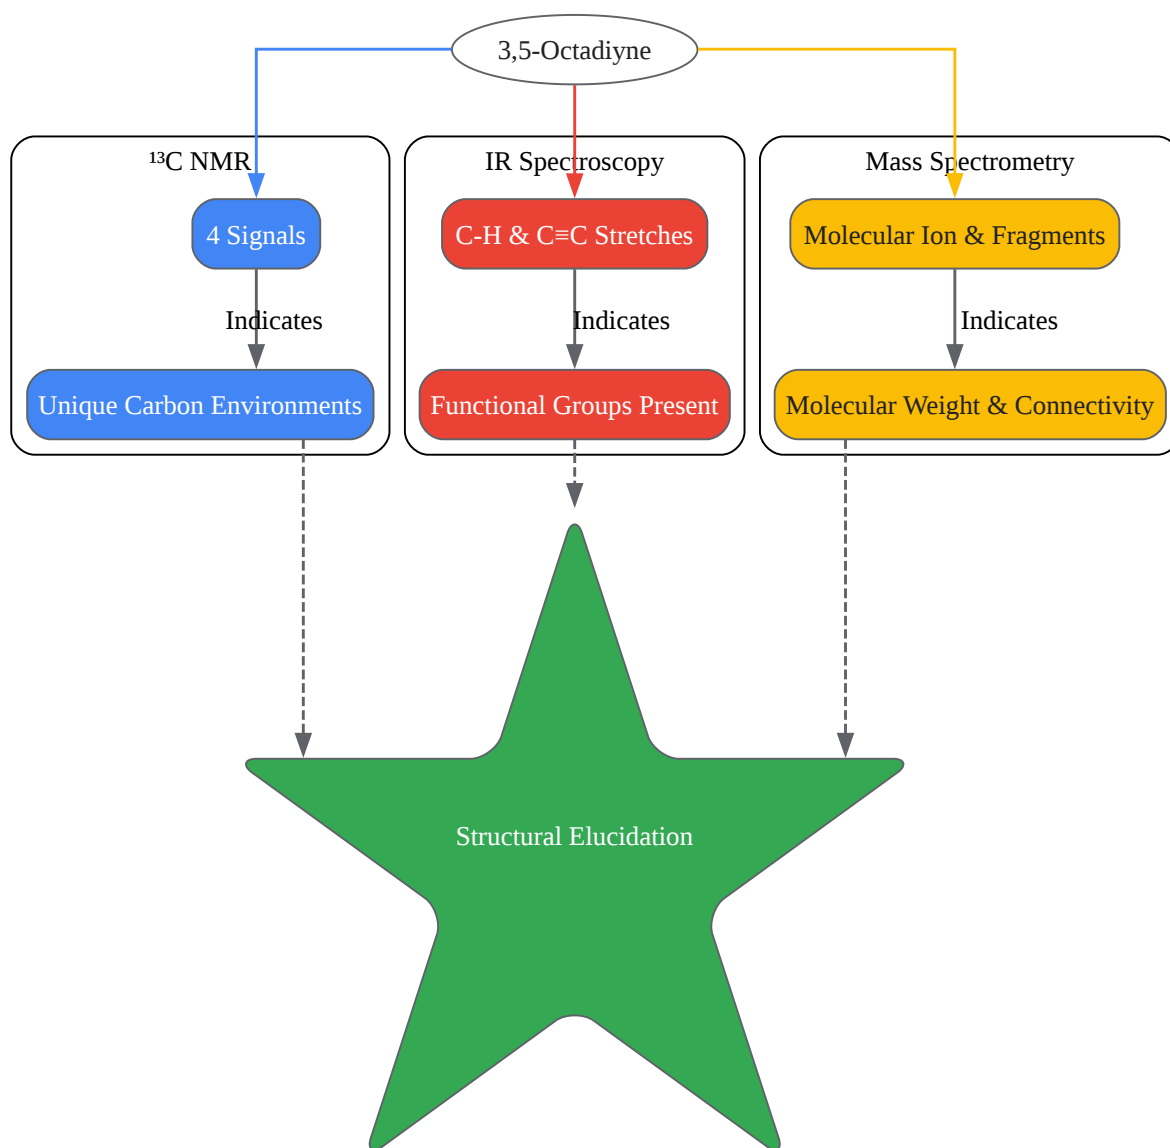 3,5-Octadiyne
¹³C NMR
IR Spectroscopy
Mass Spectrometry
4 Signals
C-H & C≡C Stretches
Molecular Ion & Fragments
Indicates
Indicates
Indicates
Unique Carbon Environments
Functional Groups Present
Molecular Weight & Connectivity
Structural Elucidation